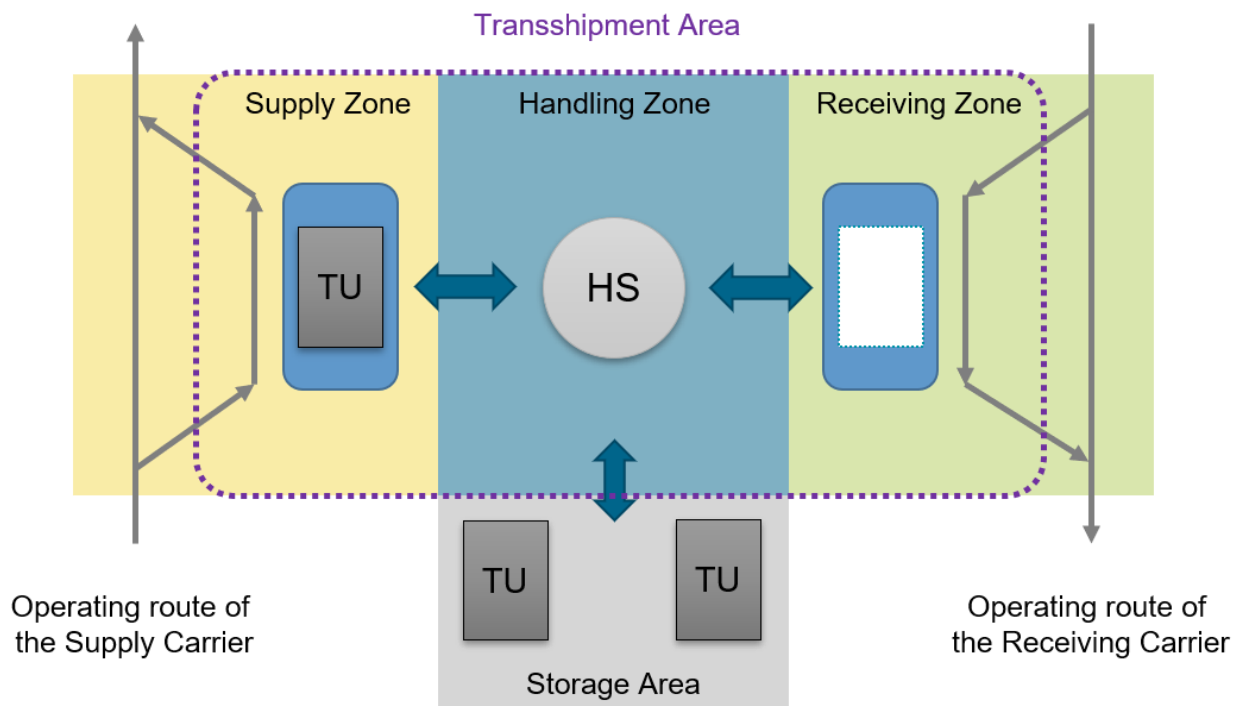 Transshipment Area
Supply Zone
Handling Zone
Receiving Zone
TU
HS
TU
TU
Operating route of
the Supply Carrier
Operating route of
the Receiving Carrier
Storage Area